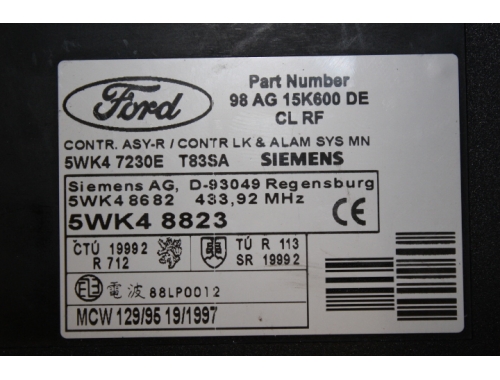 Ford
Part Number
98 AG 15K600 DE
CL RF
CONTR. ASY-R / CONTR LK & ALAM SYS MN
5WK4 7230E T83SA SIEMENS
Siemens AG, D-93049 Regensburg
5WK4 8682 433,92 MHz
5WK4 8823
CE
CTÚ 1999 2
R 712
TÚ R 113
SR 1999 2
E13 電波 88LP0012
MCW 129/95 19/1997